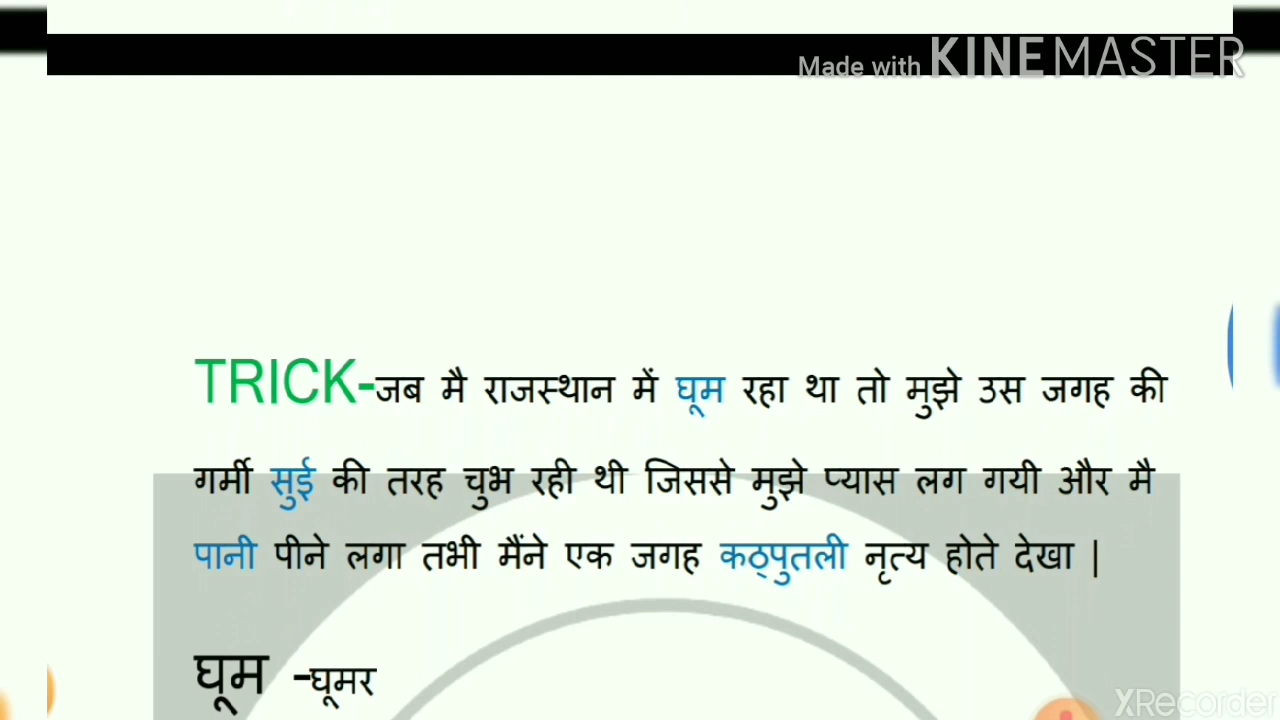 Made with KINEMASTER
TRICK-जब मै राजस्थान में घूम रहा था तो मुझे उस जगह की
गर्मी सुई की तरह चुभ रही थी जिससे मुझे प्यास लग गयी और मै
पानी पीने लगा तभी मैंने एक जगह कठ्पुतली नृत्य होते देखा |
घूम -घूमर
XRecorder